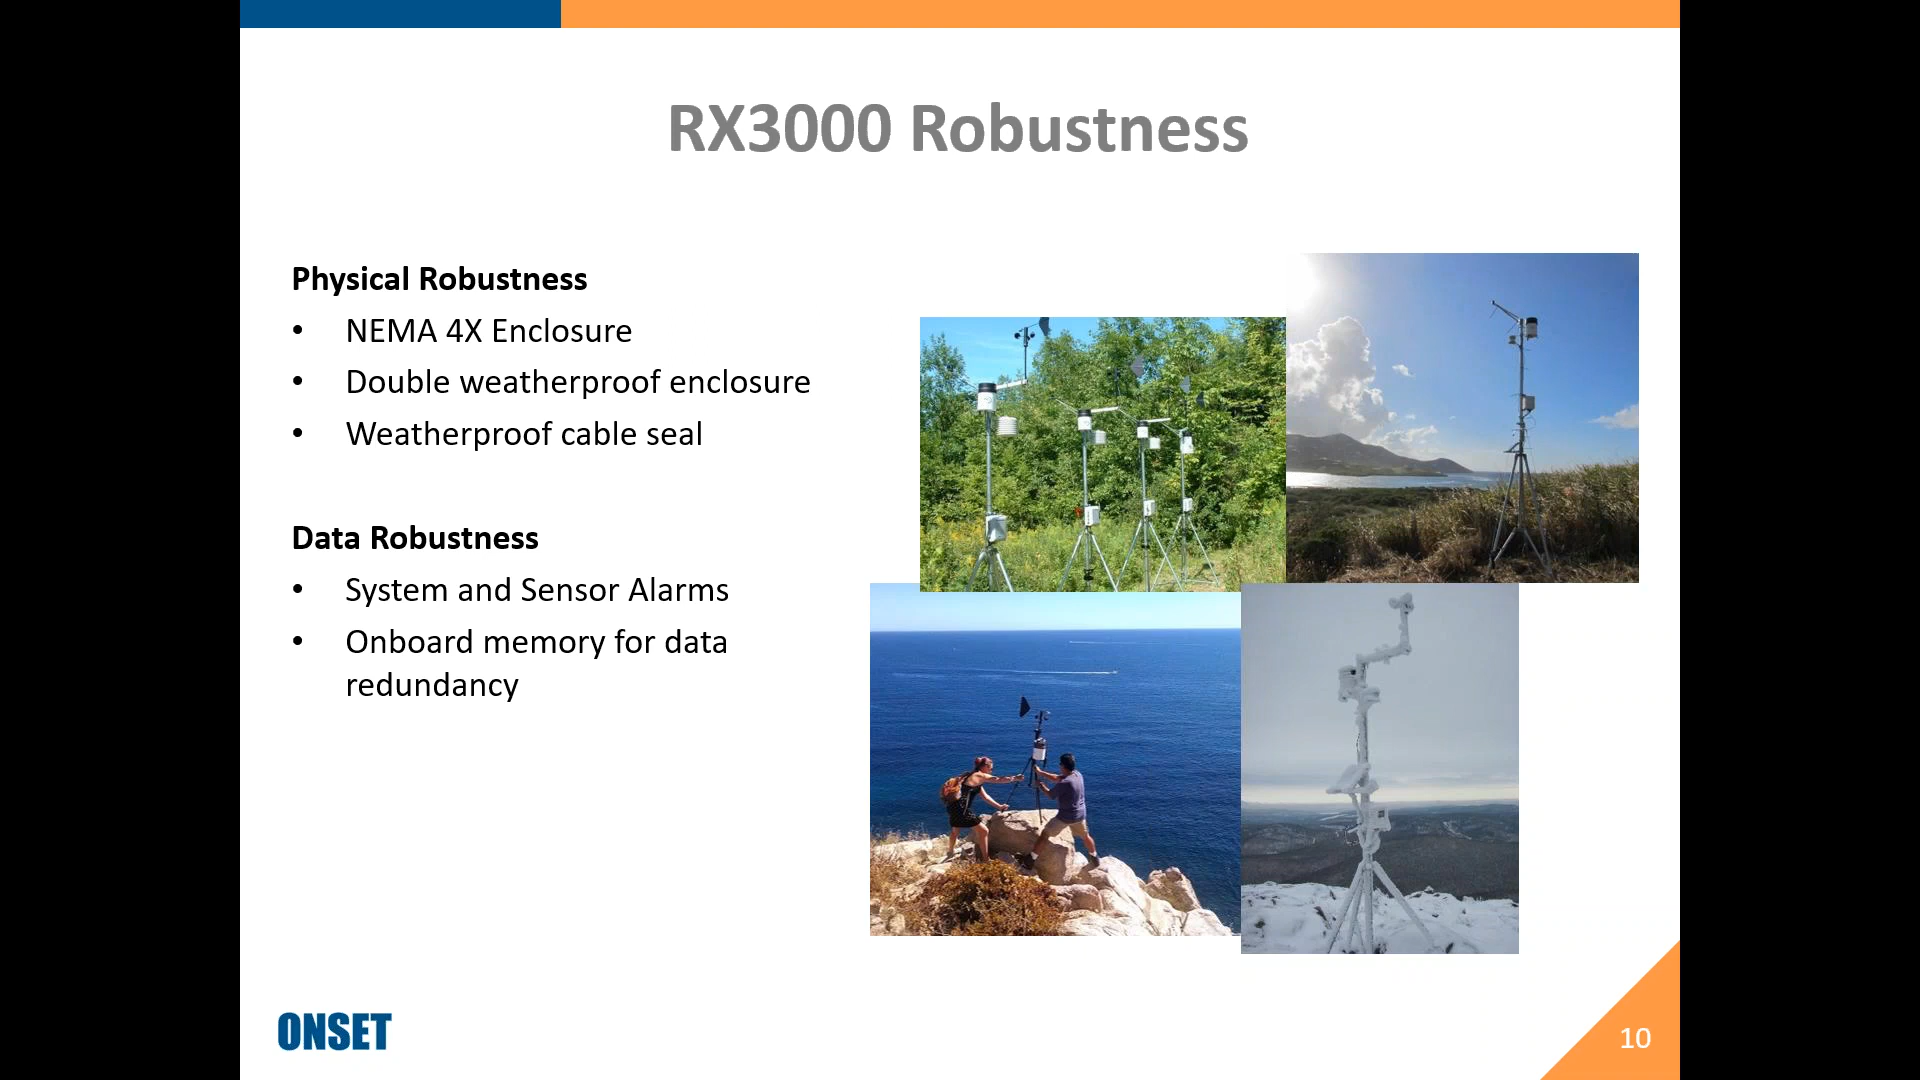 RX3000 Robustness
Physical Robustness
• NEMA 4X Enclosure
• Double weatherproof enclosure
• Weatherproof cable seal
Data Robustness
• System and Sensor Alarms
• Onboard memory for data
redundancy
ONSET
10